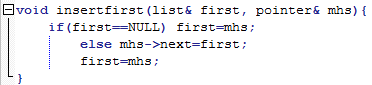 void insertfirst(list& first, pointer& mhs){
if(first==NULL) first=mhs;
else mhs->next=first;
first=mhs;
}